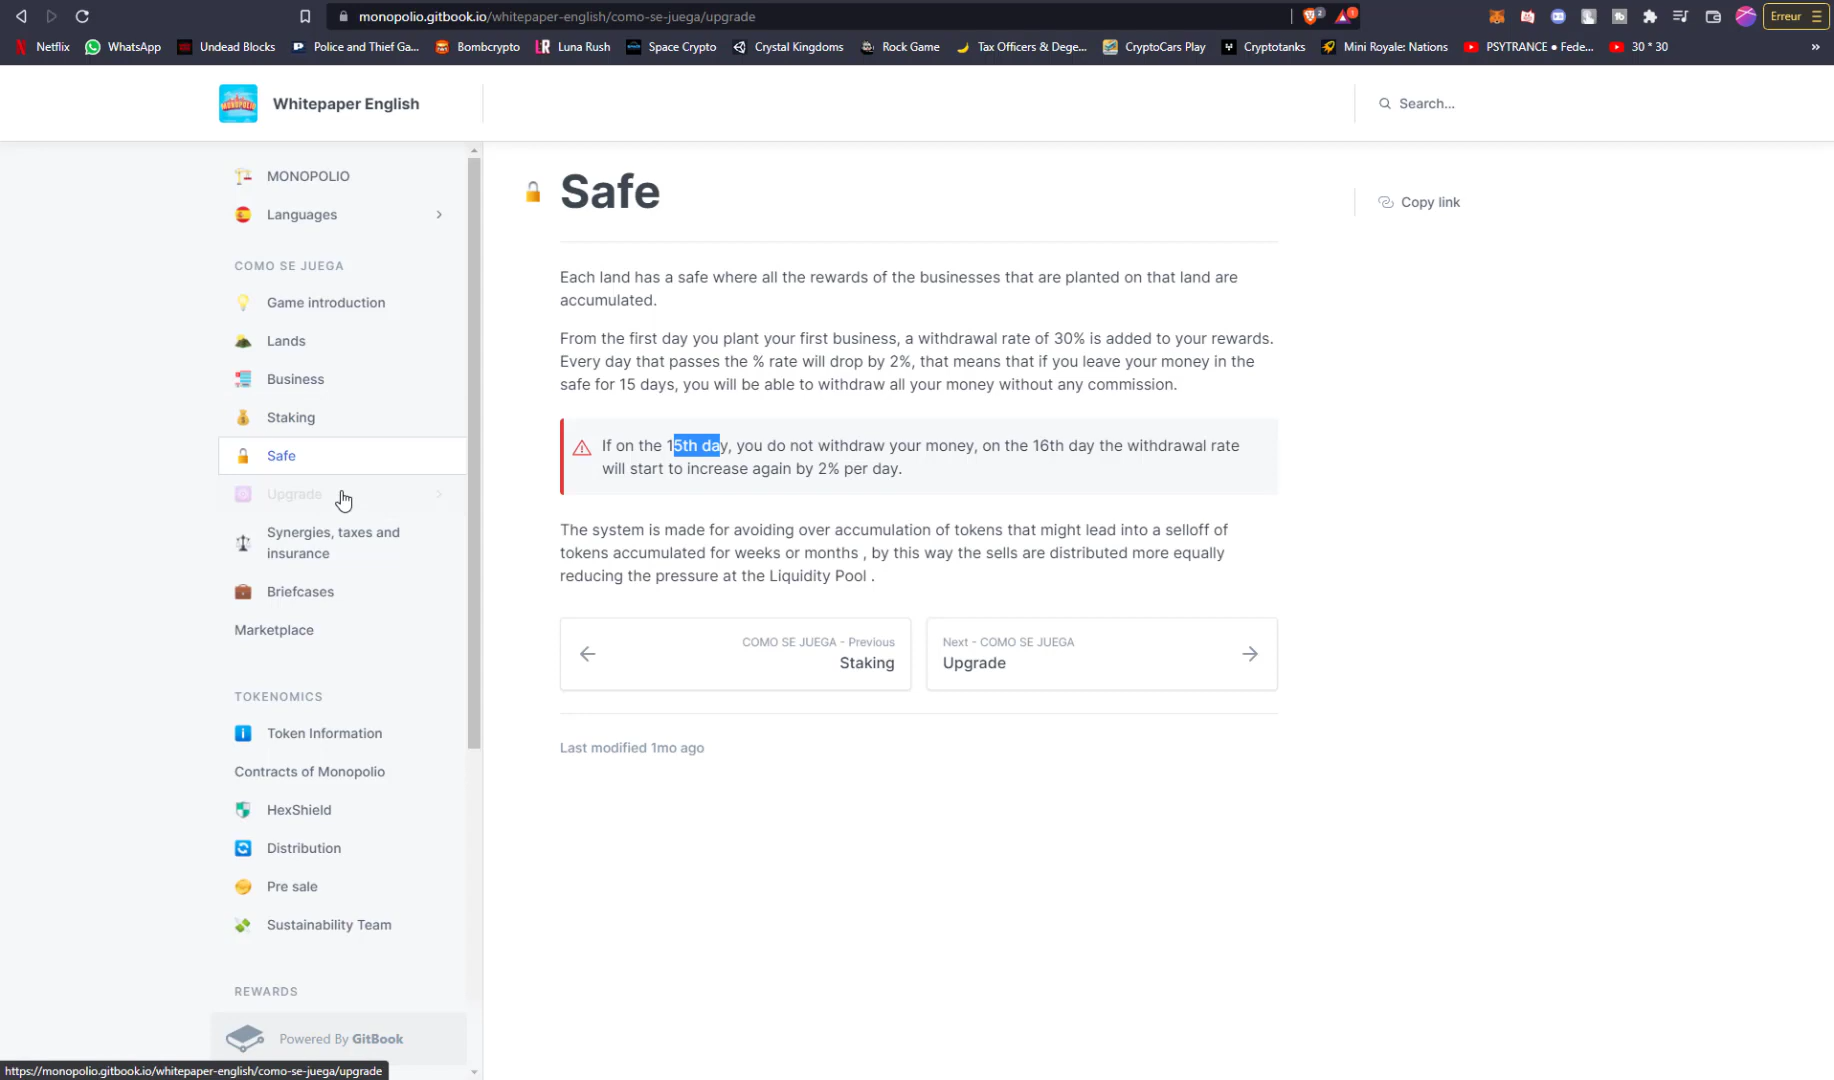 monopolio.gitbook.io/whitepaper-english/como-se-juega/upgrade
2
1
Erreur
Netflix
WhatsApp
Undead Blocks
Police and Thief Ga...
Bombcrypto
Luna Rush
Space Crypto
Crystal Kingdoms
Rock Game
Tax Officers & Dege...
CryptoCars Play
Cryptotanks
Mini Royale: Nations
PSYTRANCE ● Fede...
30 * 30
»
MONOPOLIO
Whitepaper English
Search...
MONOPOLIO
Languages
COMO SE JUEGA
Game introduction
Lands
Business
Staking
Safe
Upgrade
Synergies, taxes and
insurance
Briefcases
Marketplace
TOKENOMICS
Token Information
Contracts of Monopolio
HexShield
Distribution
Pre sale
Sustainability Team
REWARDS
Powered By GitBook
https://monopolio.gitbook.io/whitepaper-english/como-se-juega/upgrade
Safe
Copy link
Each land has a safe where all the rewards of the businesses that are planted on that land are
accumulated.
From the first day you plant your first business, a withdrawal rate of 30% is added to your rewards.
Every day that passes the % rate will drop by 2%, that means that if you leave your money in the
safe for 15 days, you will be able to withdraw all your money without any commission.
If on the 15th day, you do not withdraw your money, on the 16th day the withdrawal rate
will start to increase again by 2% per day.
The system is made for avoiding over accumulation of tokens that might lead into a selloff of
tokens accumulated for weeks or months , by this way the sells are distributed more equally
reducing the pressure at the Liquidity Pool .
COMO SE JUEGA - Previous
Staking
Next - COMO SE JUEGA
Upgrade
Last modified 1mo ago